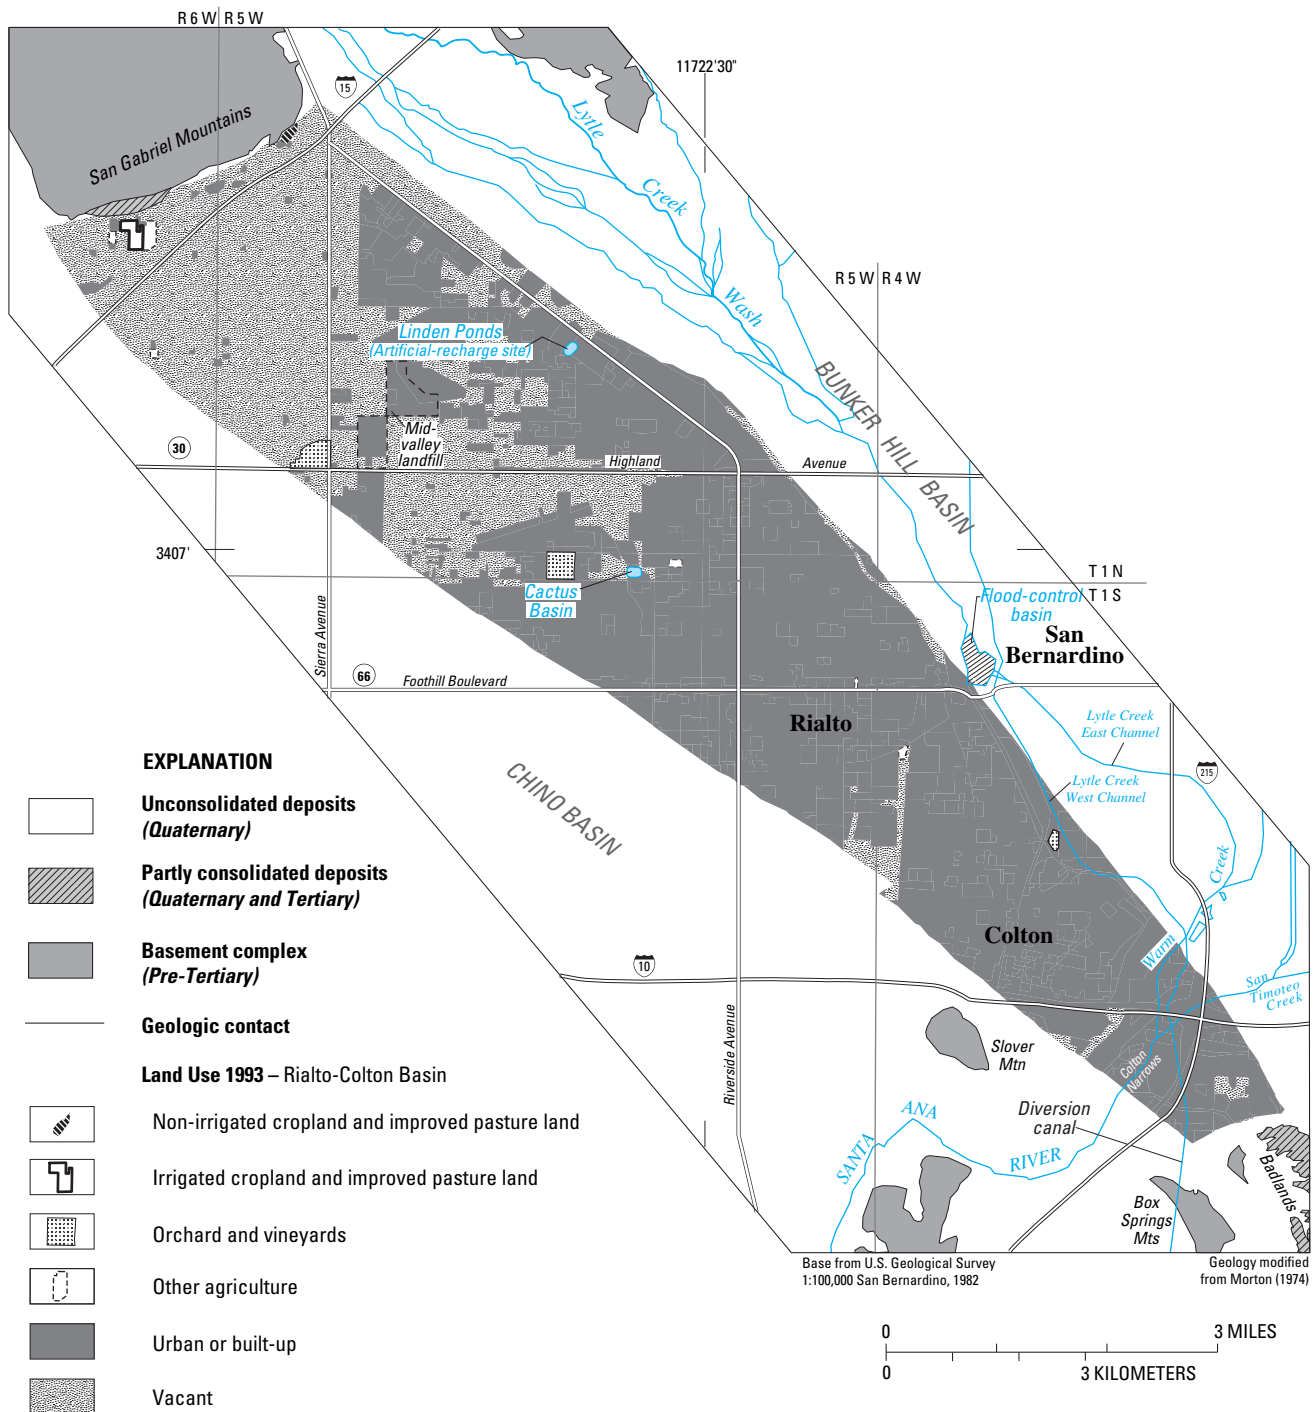 R 6 W R 5 W
11722'30"
15
San Gabriel Mountains
Lytle
Creek
Wash
R 5 W R 4 W
Linden Ponds
(Artificial-recharge site)
BUNKER HILL BASIN
Mid-
valley
landfill
30
Highland
Avenue
3407'
T 1 N
T 1 S
Cactus
Basin
Flood-control
basin
San
Bernardino
Sierra Avenue
66
Foothill Boulevard
Rialto
Lytle Creek
East Channel
215
Lytle Creek
West Channel
CHINO BASIN
Creek
Warm
Colton
10
San
Timoteo
Creek
Riverside Avenue
Slover
Mtn
Colton
Narrows
Diversion
canal
SANTA
ANA
RIVER
Badlands
Box
Springs
Mts
EXPLANATION
Unconsolidated deposits
(Quaternary)
Partly consolidated deposits
(Quaternary and Tertiary)
Basement complex
(Pre-Tertiary)
Geologic contact
Land Use 1993 – Rialto-Colton Basin
Non-irrigated cropland and improved pasture land
Irrigated cropland and improved pasture land
Orchard and vineyards
Other agriculture
Urban or built-up
Vacant
Base from U.S. Geological Survey
1:100,000 San Bernardino, 1982
Geology modified
from Morton (1974)
0 3 MILES
0 3 KILOMETERS